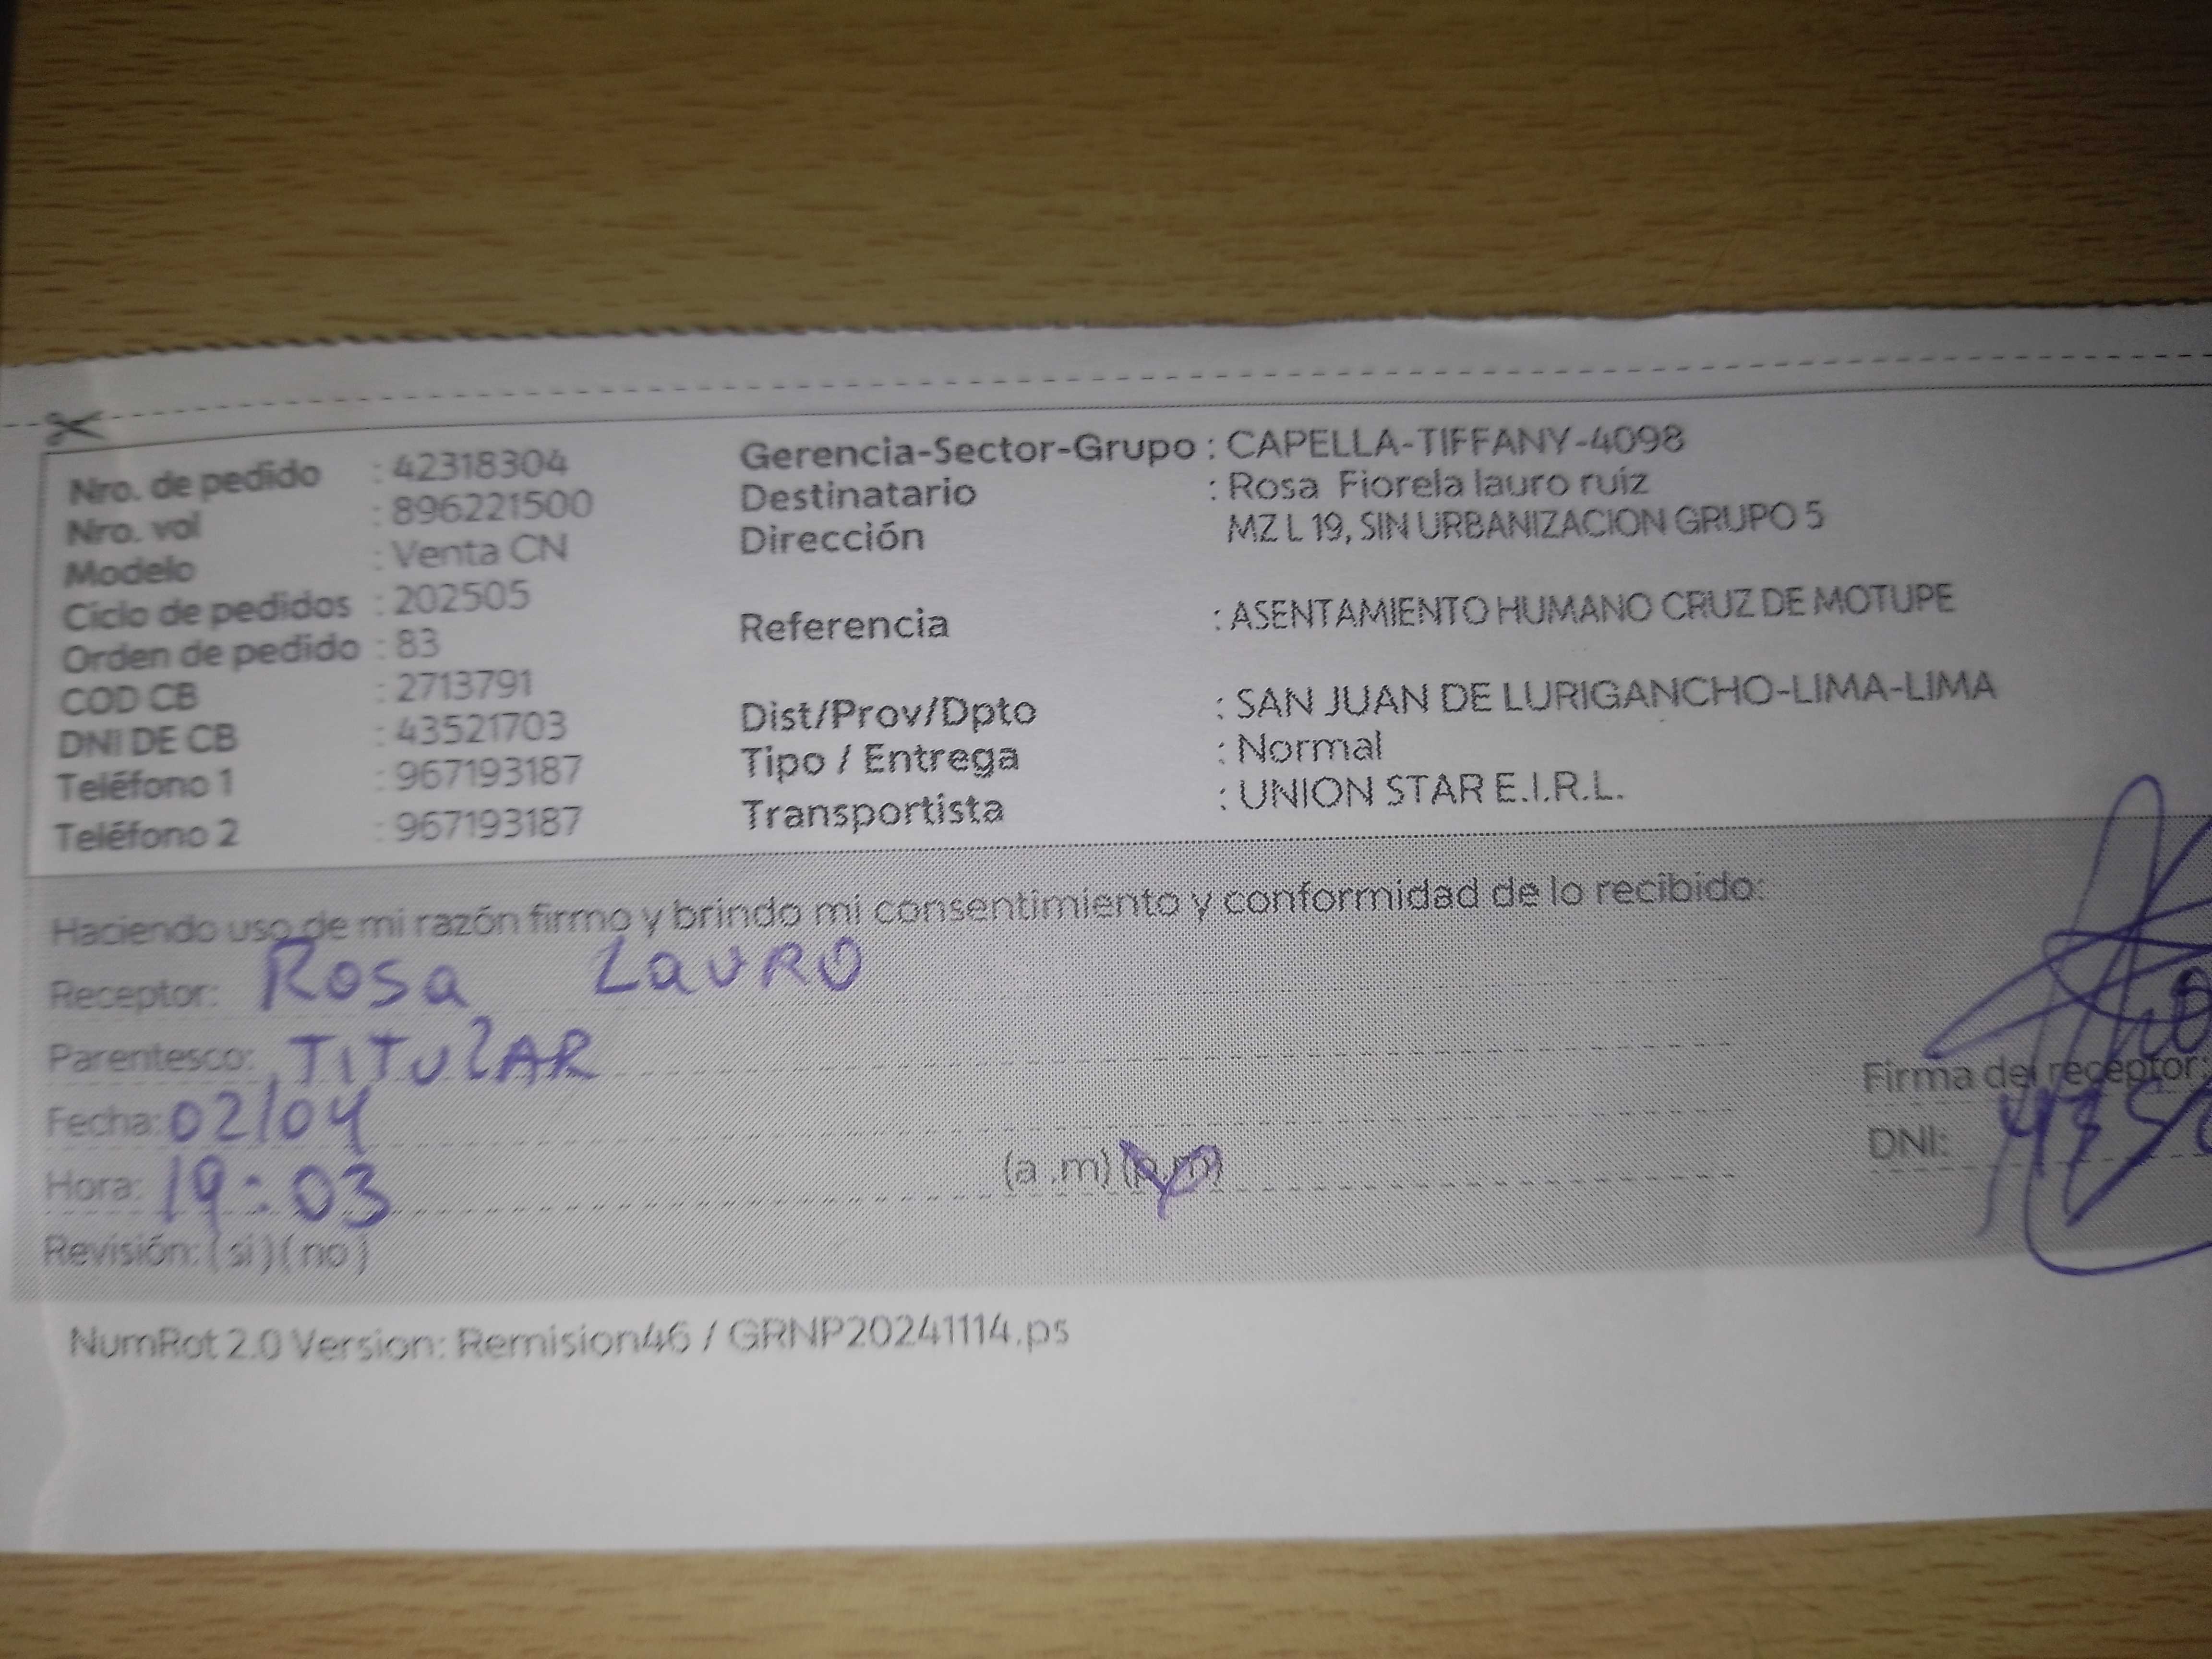 Nro. de pedido : 42318304
Nro. vol : 896221500
Modelo : Venta CN
Ciclo de pedidos : 202505
Orden de pedido : 83
COD CB : 2713791
DNI DE CB : 43521703
Teléfono 1 : 967193187
Teléfono 2 : 967193187
Gerencia-Sector-Grupo : CAPELLA-TIFFANY-4098
Destinatario : Rosa Fiorela lauro ruiz
Dirección MZ L 19, SIN URBANIZACION GRUPO 5
Referencia : ASENTAMIENTO HUMANO CRUZ DE MOTUPE
Dist/Prov/Dpto : SAN JUAN DE LURIGANCHO-LIMA-LIMA
Tipo / Entrega : Normal
Transportista : UNION STAR E.I.R.L.
Haciendo uso de mi razón firmo y brindo mi consentimiento y conformidad de lo recibido:
Receptor: Rosa LauRO
Parentesco: TITULAR
Fecha: 02/04
Hora: 19:03 (a.m) (p.m)
Revisión: (si) (no)
Firma del receptor:
DNI:
NumRot 2.0 Version: Remision46 / GRNP20241114.ps